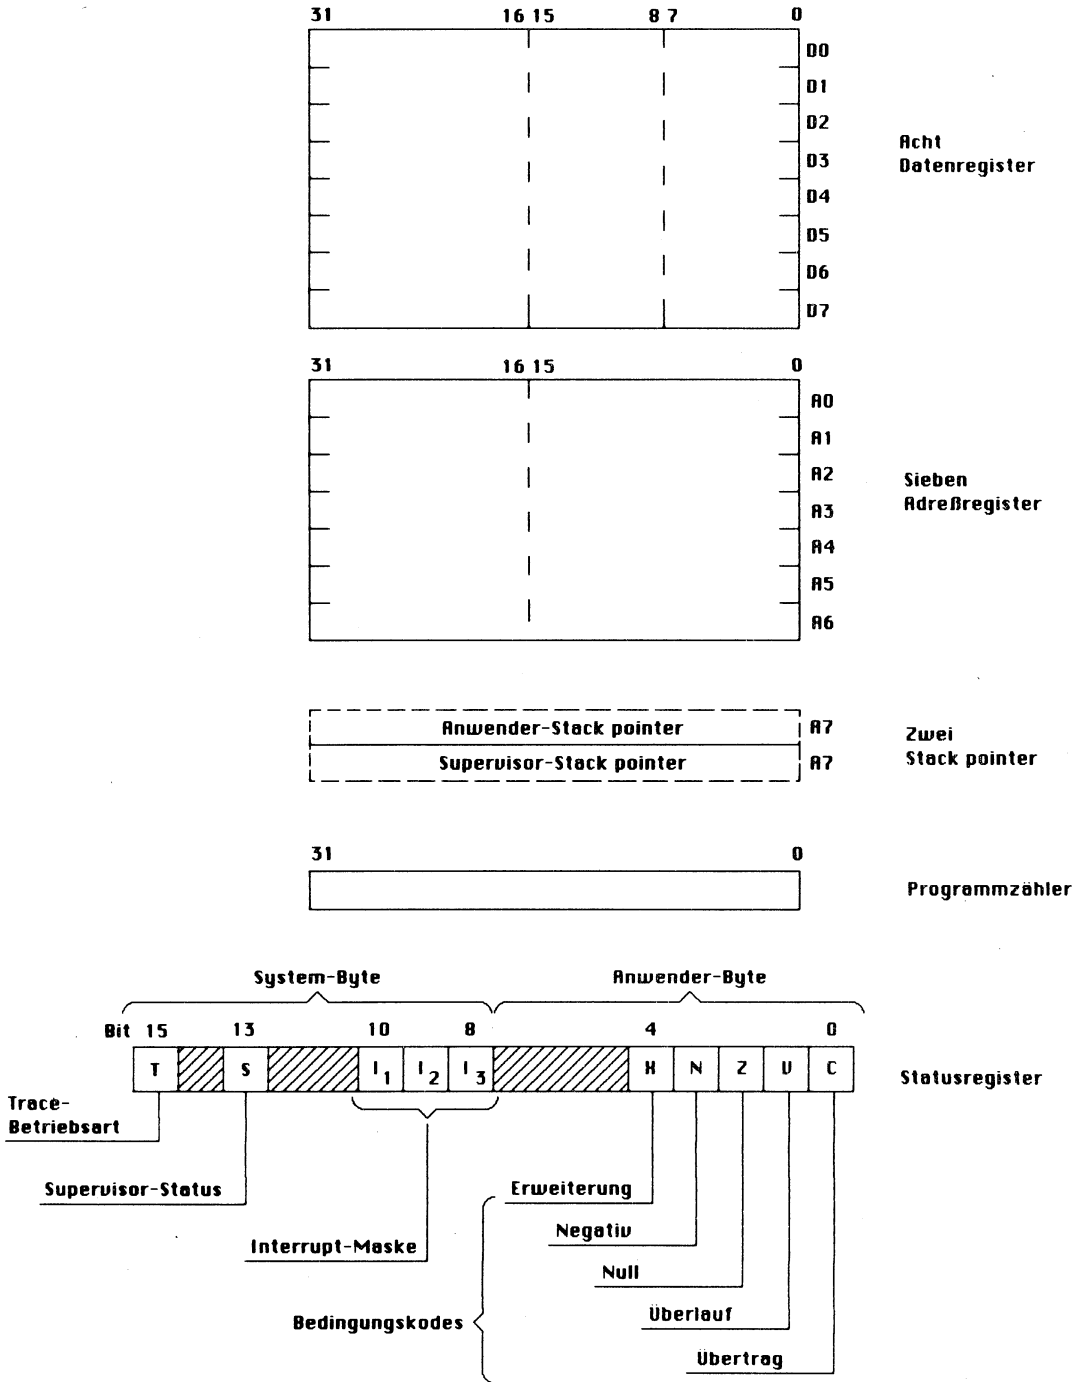 31 16 15 8 7 0
D0
D1
D2
Acht
D3
Datenregister
D4
D5
D6
D7
31 16 15 0
A0
A1
A2
Sieben
A3
Adreßregister
A4
A5
A6
Anwender-Stack pointer A7
Zwei
Supervisor-Stack pointer A7
Stack pointer
31 0
Programmzähler
System-Byte Anwender-Byte
Bit 15 13 10 8 4 0
T S I1 I2 I3 X N Z V C
Statusregister
Trace-
Betriebsart
Supervisor-Status
Erweiterung
Interrupt-Maske
Negativ
Null
Bedingungskodes
Überlauf
Übertrag